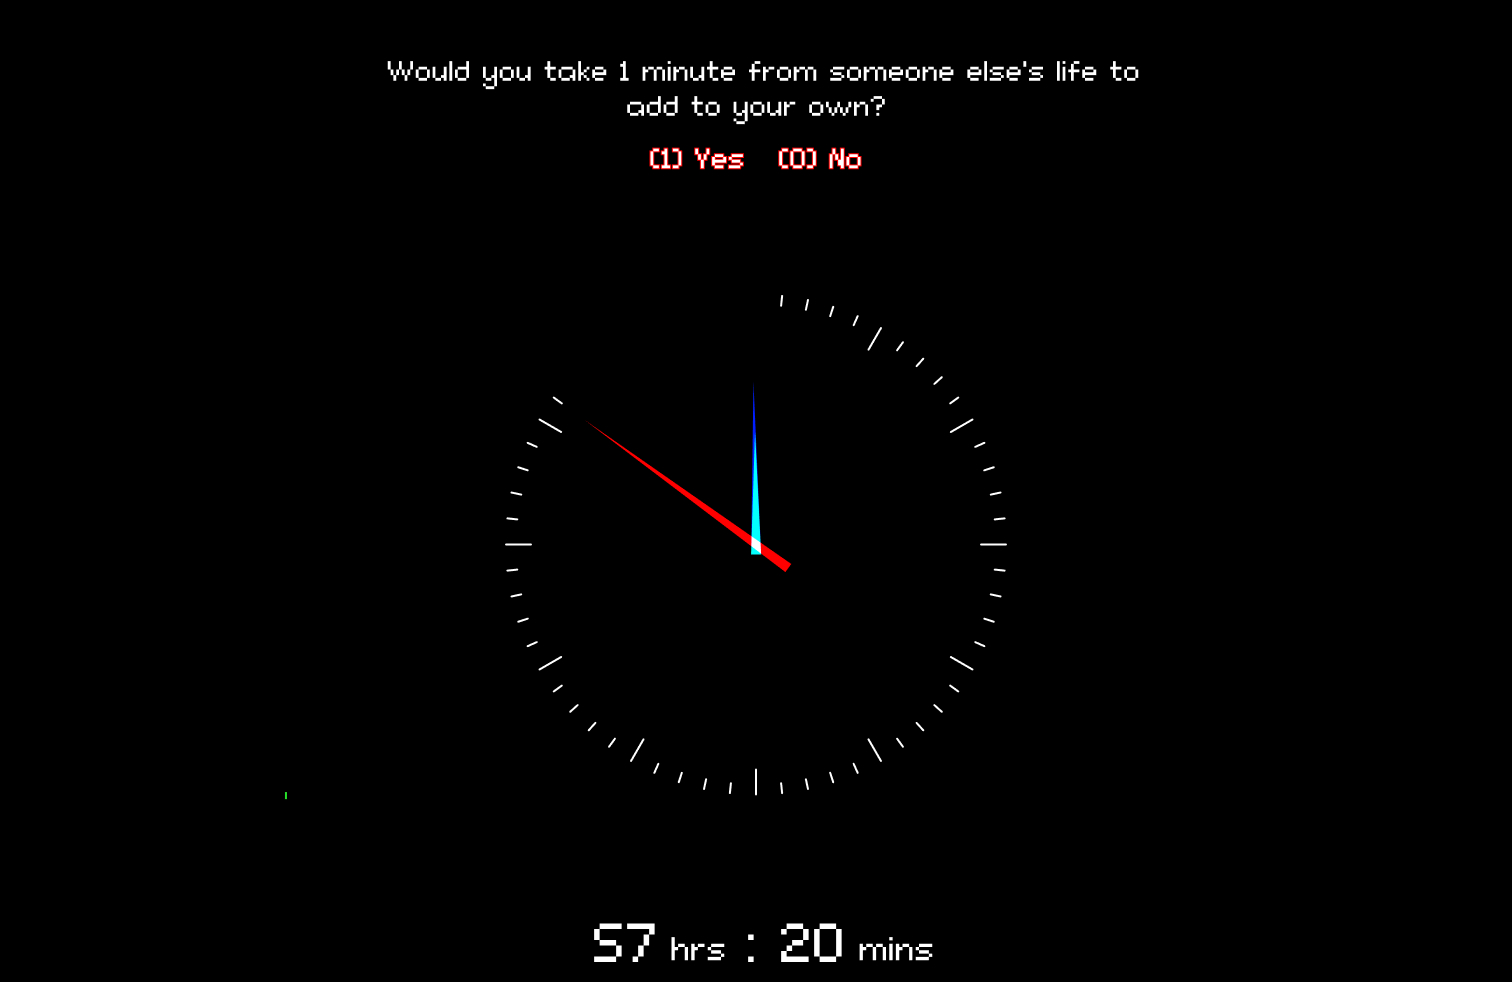 Would you take 1 minute from someone else's life to
add to your own?
(1) Yes (0) No
57 hrs : 20 mins